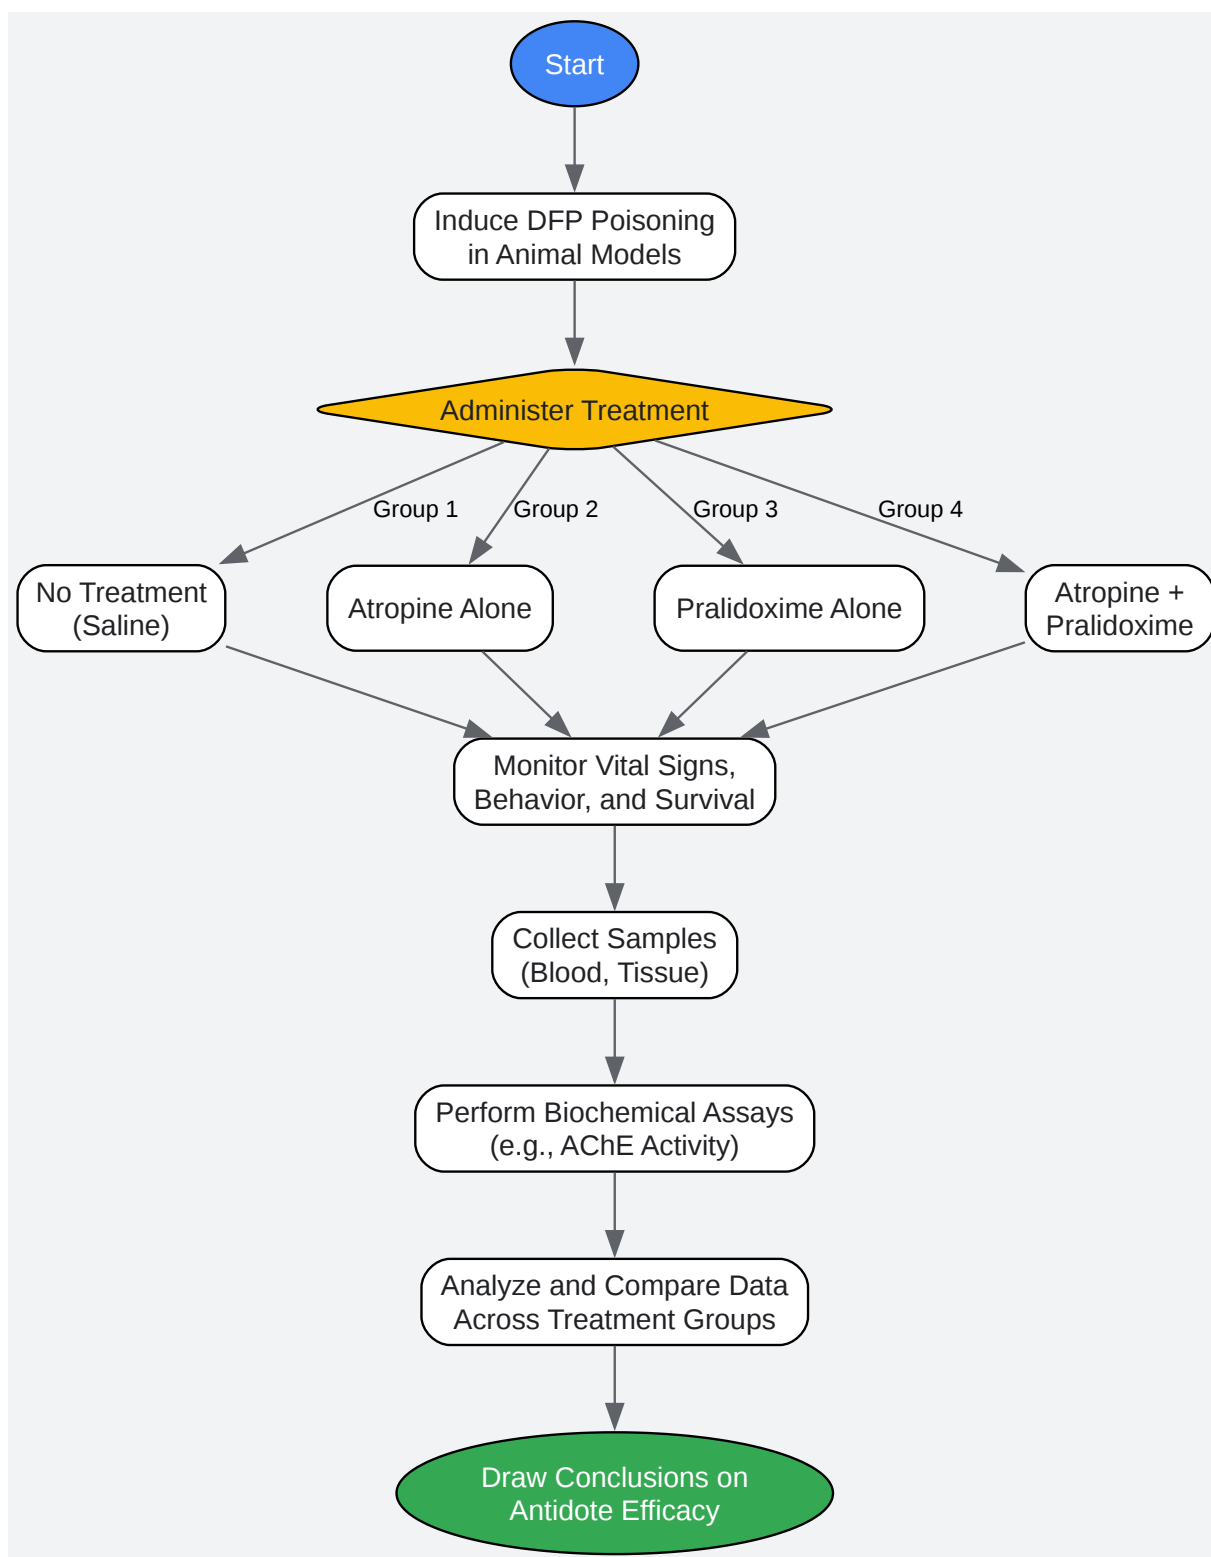 Start
Induce DFP Poisoning
in Animal Models
Administer Treatment
Group 1
Group 2
Group 3
Group 4
No Treatment
(Saline)
Atropine Alone
Pralidoxime Alone
Atropine +
Pralidoxime
Monitor Vital Signs,
Behavior, and Survival
Collect Samples
(Blood, Tissue)
Perform Biochemical Assays
(e.g., AChE Activity)
Analyze and Compare Data
Across Treatment Groups
Draw Conclusions on
Antidote Efficacy